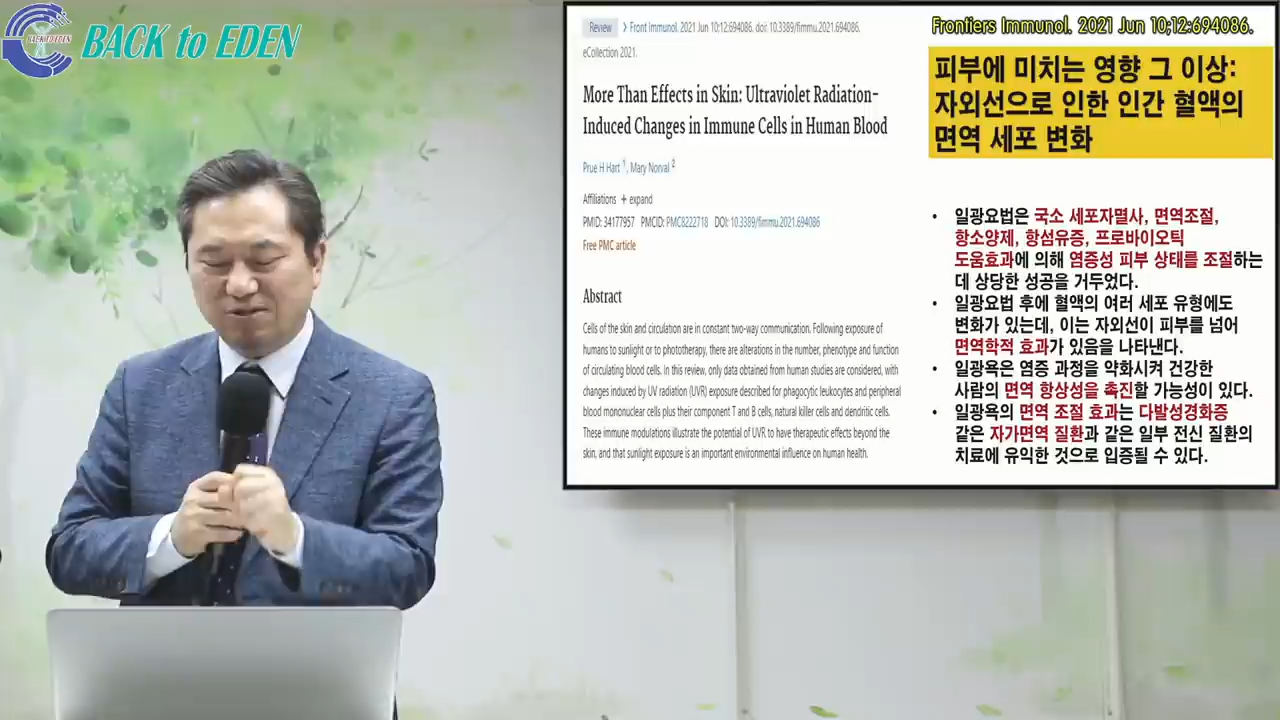 BACK to EDEN
BACK TO EDEN
Review > Front Immunol. 2021 Jun 10;12:694086. doi: 10.3389/fimmu.2021.694086.
eCollection 2021.
More Than Effects in Skin: Ultraviolet Radiation-
Induced Changes in Immune Cells in Human Blood
Prue H Hart 1, Mary Norval 2
Affiliations + expand
PMID: 34177957 PMCID: PMC8222718 DOI: 10.3389/fimmu.2021.694086
Free PMC article
Abstract
Cells of the skin and circulation are in constant two-way communication. Following exposure of
humans to sunlight or to phototherapy, there are alterations in the number, phenotype and function
of circulating blood cells. In this review, only data obtained from human studies are considered, with
changes induced by UV radiation (UVR) exposure described for phagocytic leukocytes and peripheral
blood mononuclear cells plus their component T and B cells, natural killer cells and dendritic cells.
These immune modulations illustrate the potential of UVR to have therapeutic effects beyond the
skin, and that sunlight exposure is an important environmental influence on human health.
Frontiers Immunol. 2021 Jun 10;12:694086.
피부에 미치는 영향 그 이상:
자외선으로 인한 인간 혈액의
면역 세포 변화
• 일광요법은 국소 세포자멸사, 면역조절,
항소양제, 항섬유증, 프로바이오틱
도움효과에 의해 염증성 피부 상태를 조절하는
데 상당한 성공을 거두었다.
• 일광요법 후에 혈액의 여러 세포 유형에도
변화가 있는데, 이는 자외선이 피부를 넘어
면역학적 효과가 있음을 나타낸다.
• 일광욕은 염증 과정을 약화시켜 건강한
사람의 면역 항상성을 촉진할 가능성이 있다.
• 일광욕의 면역 조절 효과는 다발성경화증
같은 자가면역 질환과 같은 일부 전신 질환의
치료에 유익한 것으로 입증될 수 있다.